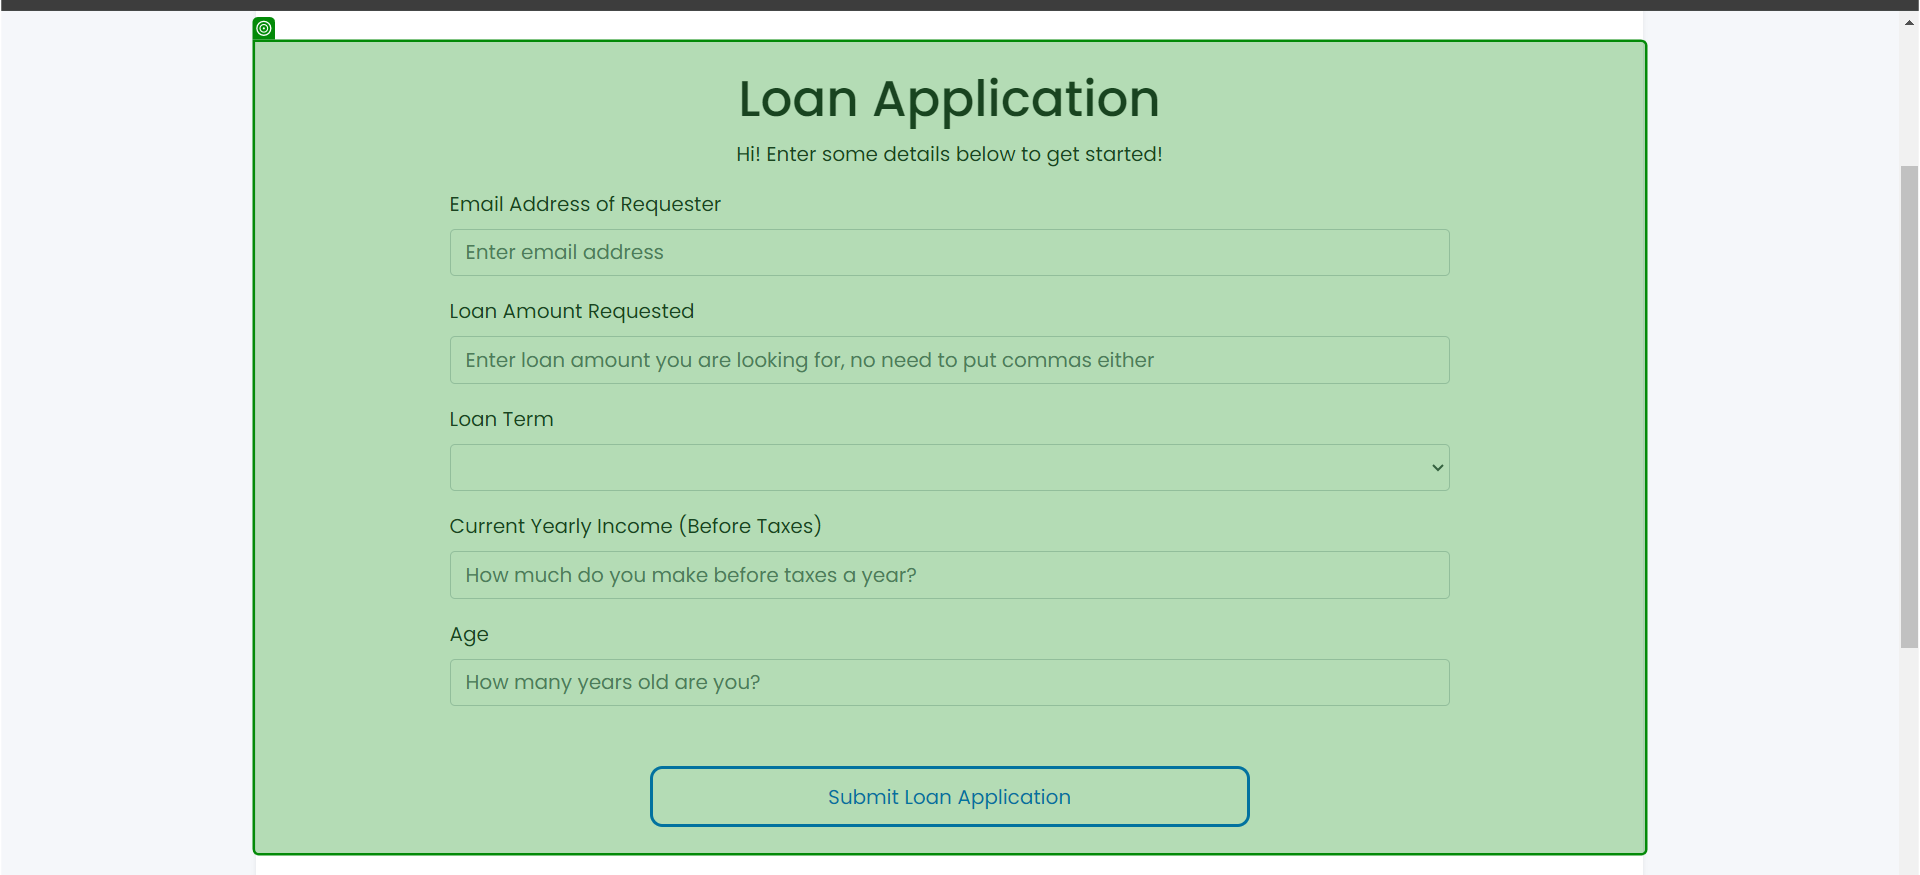 Loan Application
Hi! Enter some details below to get started!
Email Address of Requester
Enter email address
Loan Amount Requested
Enter loan amount you are looking for, no need to put commas either
Loan Term
Current Yearly Income (Before Taxes)
How much do you make before taxes a year?
Age
How many years old are you?
Submit Loan Application